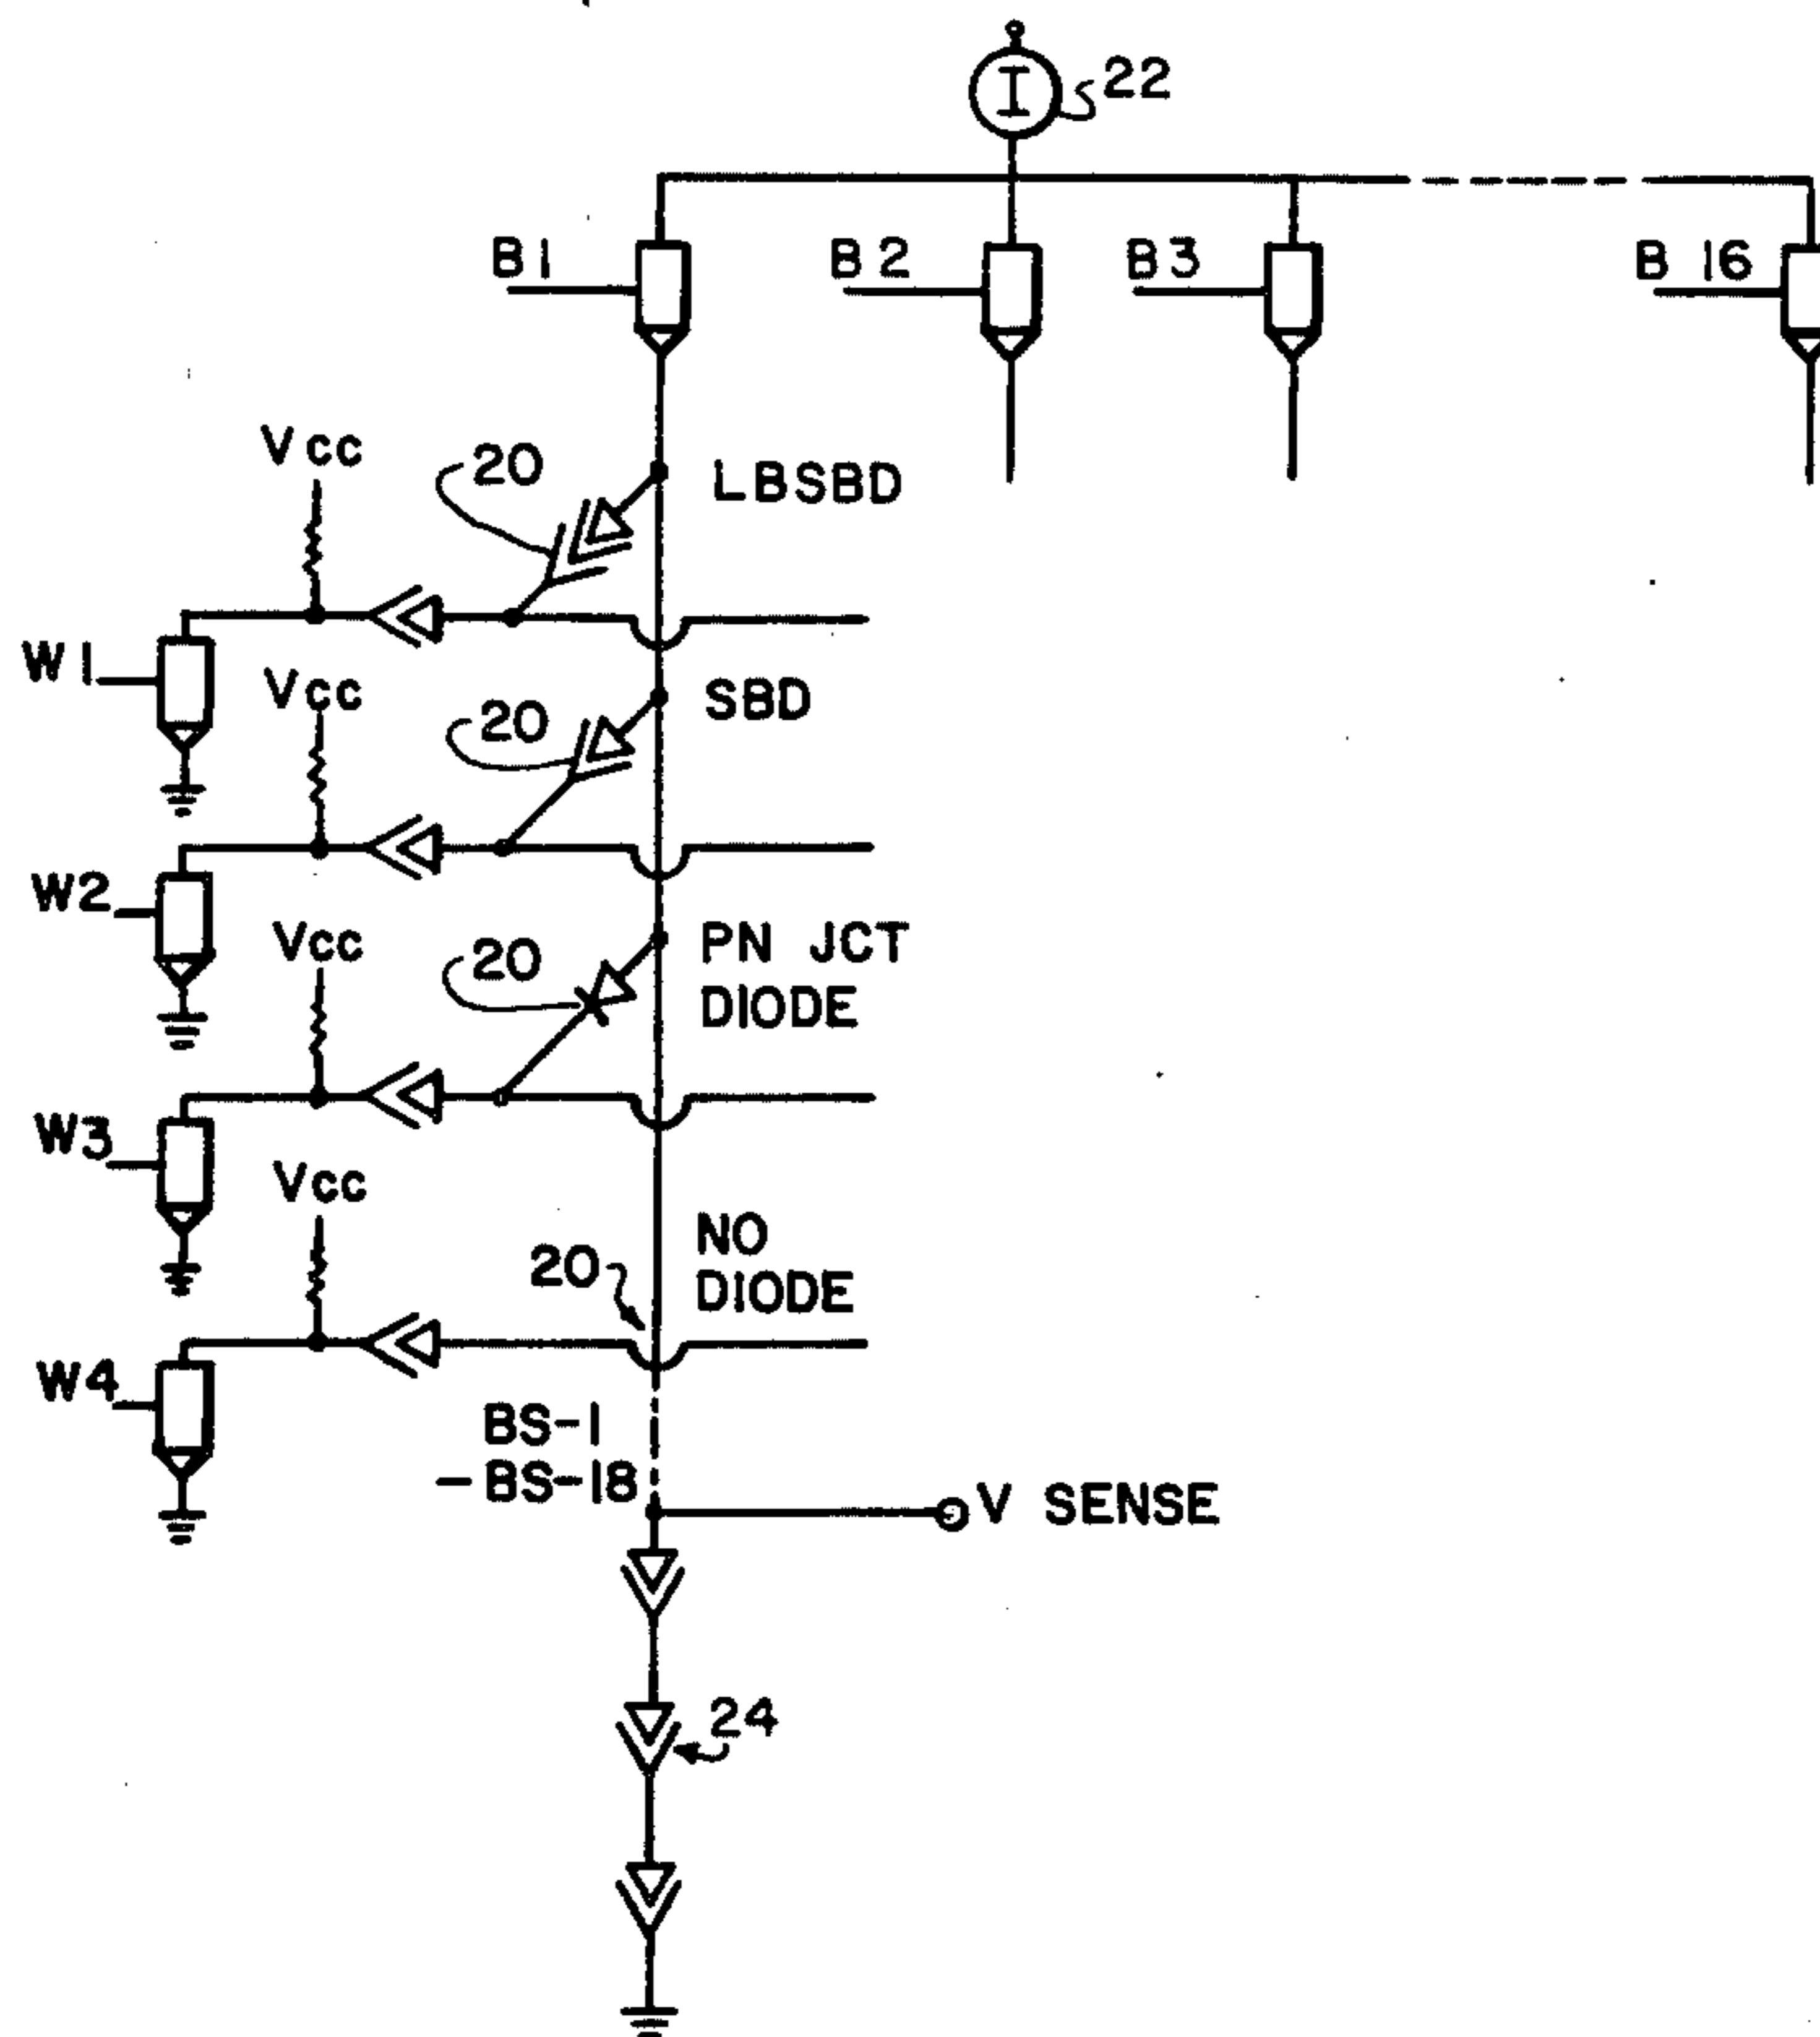 I
22
B1
B2
B3
B 16
Vcc
20
LBSBD
W1
Vcc
20
SBD
W2
Vcc
20
PN JCT
DIODE
W3
Vcc
20
NO
DIODE
W4
BS-1
-BS-18
V SENSE
24